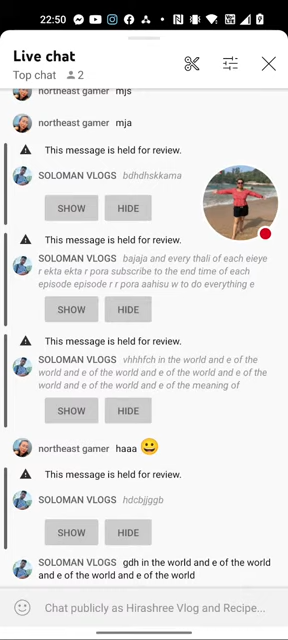 22:50
Live chat
Top chat 2
northeast gamer mjs
northeast gamer mja
This message is held for review.
SOLOMAN VLOGS bdhdhskkama
SHOW HIDE
This message is held for review.
SOLOMAN VLOGS bajaja and every thali of each eieye
r ekta ekta r pora subscribe to the end time of each
episode episode r r pora aahisu w to do everything e
SHOW HIDE
This message is held for review.
SOLOMAN VLOGS vhhhfch in the world and e of the
world and e of the world and e of the world and e of the
world and e of the world and e of the meaning of
SHOW HIDE
northeast gamer haaa 😀
This message is held for review.
SOLOMAN VLOGS hdcbjjggb
SHOW HIDE
SOLOMAN VLOGS gdh in the world and e of the world
and e of the world and e of the world
Chat publicly as Hirashree Vlog and Recipe...